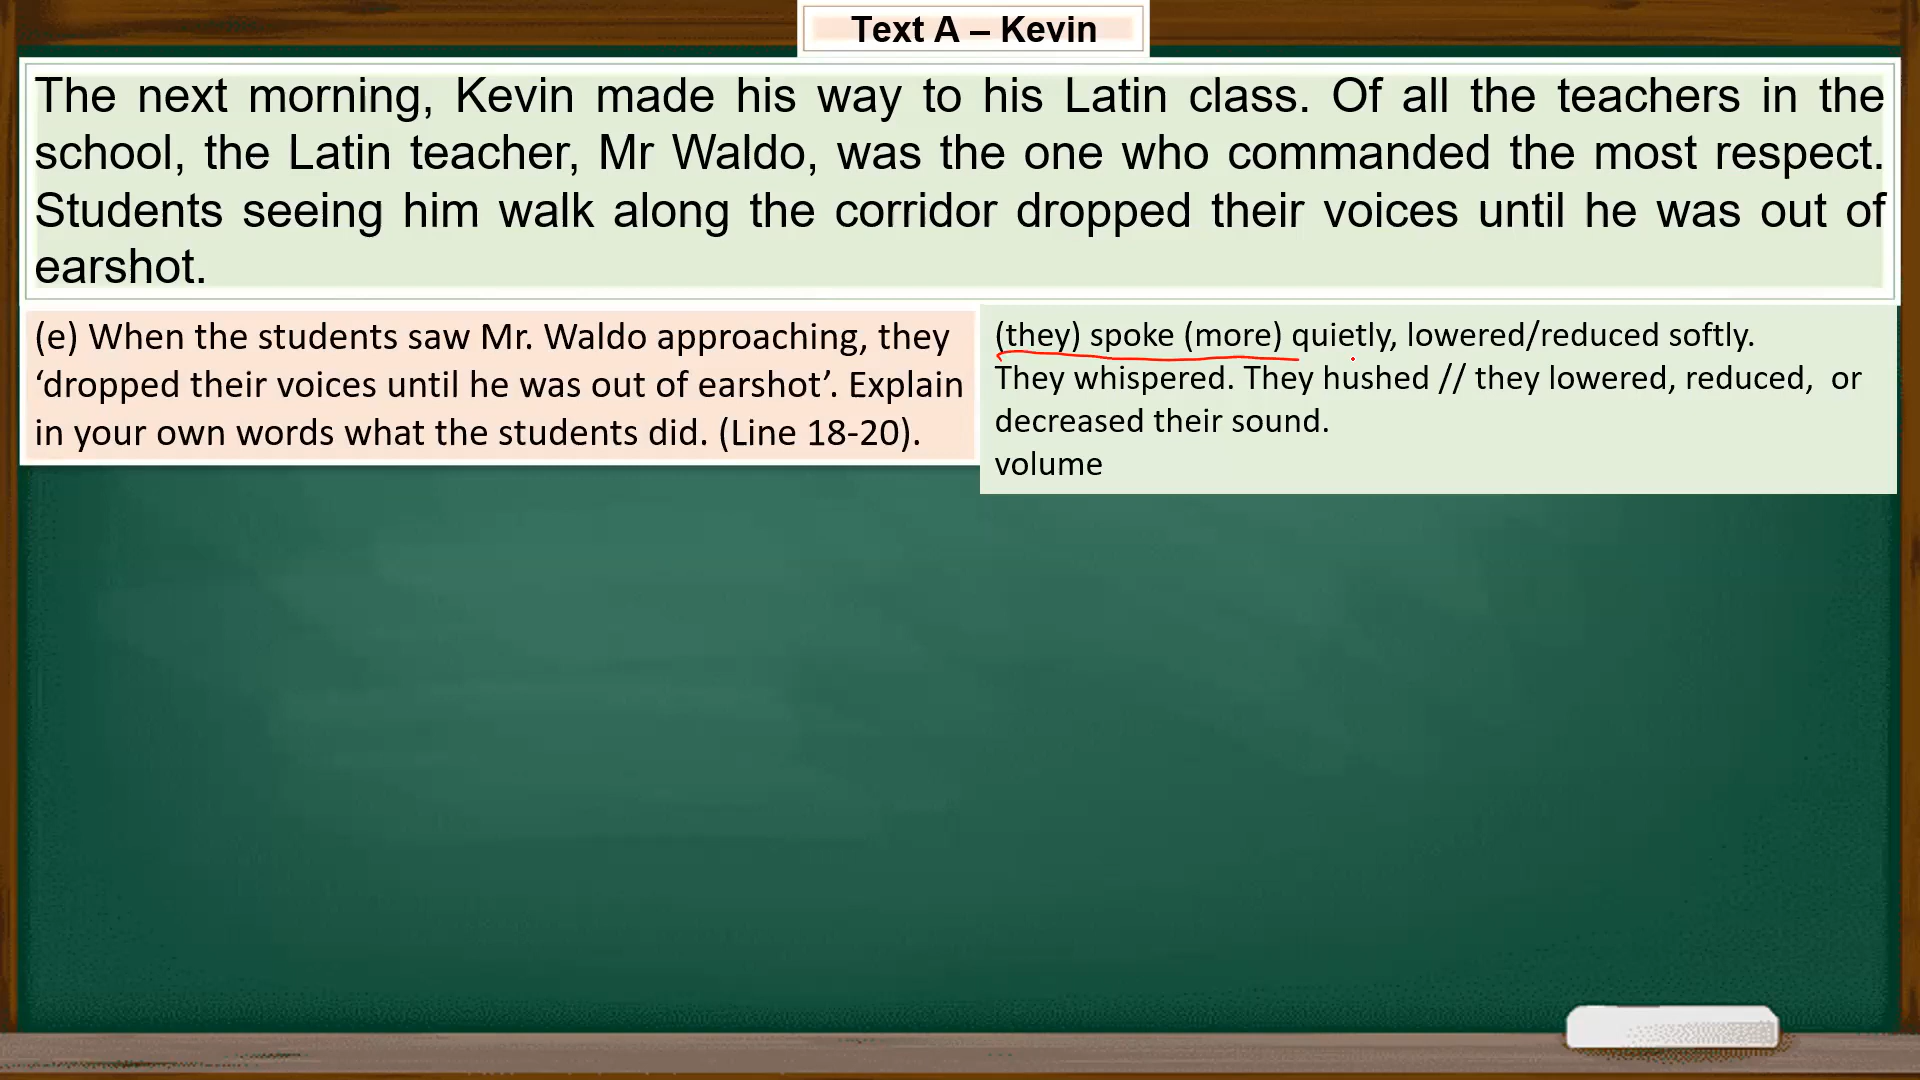 Text A – Kevin
The next morning, Kevin made his way to his Latin class. Of all the teachers in the
school, the Latin teacher, Mr Waldo, was the one who commanded the most respect.
Students seeing him walk along the corridor dropped their voices until he was out of
earshot.
(e) When the students saw Mr. Waldo approaching, they
‘dropped their voices until he was out of earshot’. Explain
in your own words what the students did. (Line 18-20).
(they) spoke (more) quietly, lowered/reduced softly.
They whispered. They hushed // they lowered, reduced, or
decreased their sound.
volume